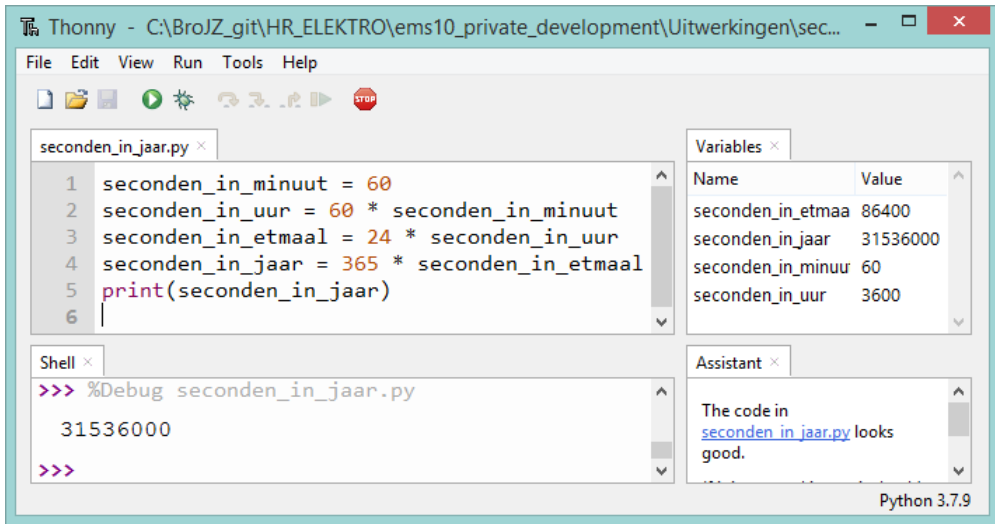 Thonny - C:\BroJZ_git\HR_ELEKTRO\ems10_private_development\Uitwerkingen\sec...
File Edit View Run Tools Help
STOP
seconden_in_jaar.py ×
1 seconden_in_minuut = 60
2 seconden_in_uur = 60 * seconden_in_minuut
3 seconden_in_etmaal = 24 * seconden_in_uur
4 seconden_in_jaar = 365 * seconden_in_etmaal
5 print(seconden_in_jaar)
6
Variables ×
Name Value
seconden_in_etmaa 86400
seconden_in_jaar 31536000
seconden_in_minuu 60
seconden_in_uur 3600
Shell ×
>>> %Debug seconden_in_jaar.py
31536000
>>>
Assistant ×
The code in
seconden_in_jaar.py looks
good.
Python 3.7.9